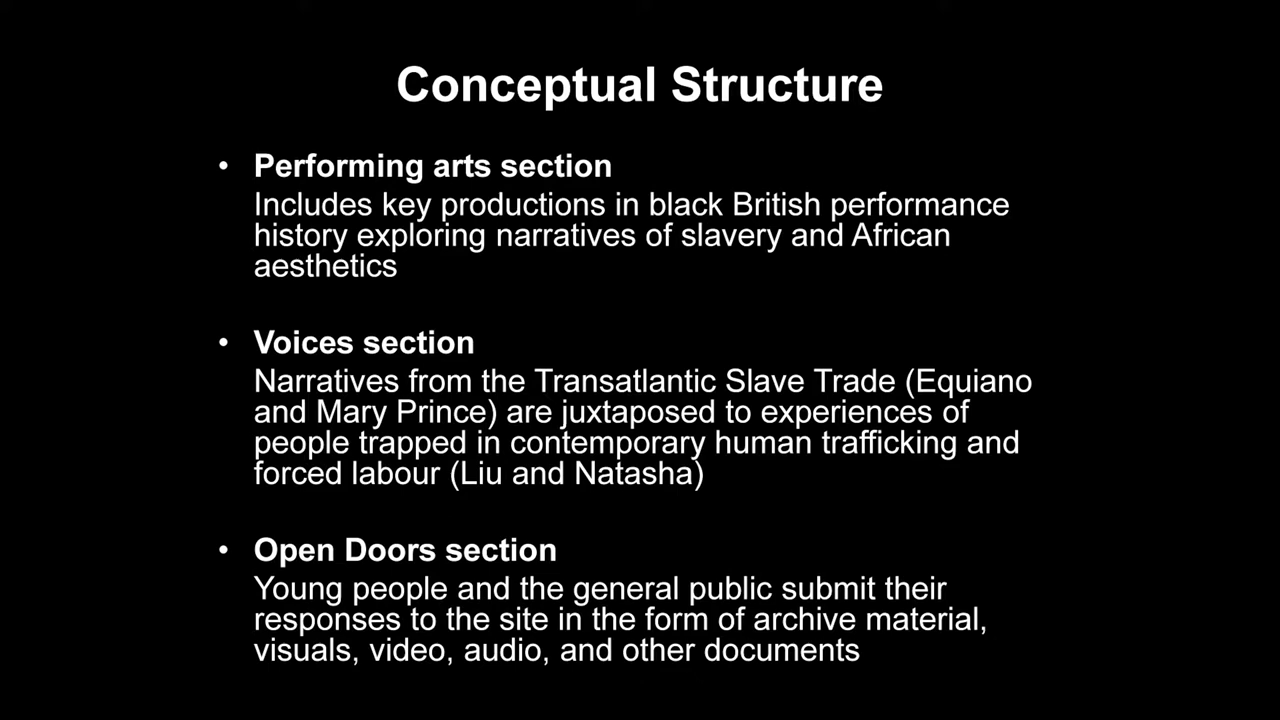 Conceptual Structure
• Performing arts section
Includes key productions in black British performance
history exploring narratives of slavery and African
aesthetics
• Voices section
Narratives from the Transatlantic Slave Trade (Equiano
and Mary Prince) are juxtaposed to experiences of
people trapped in contemporary human trafficking and
forced labour (Liu and Natasha)
• Open Doors section
Young people and the general public submit their
responses to the site in the form of archive material,
visuals, video, audio, and other documents